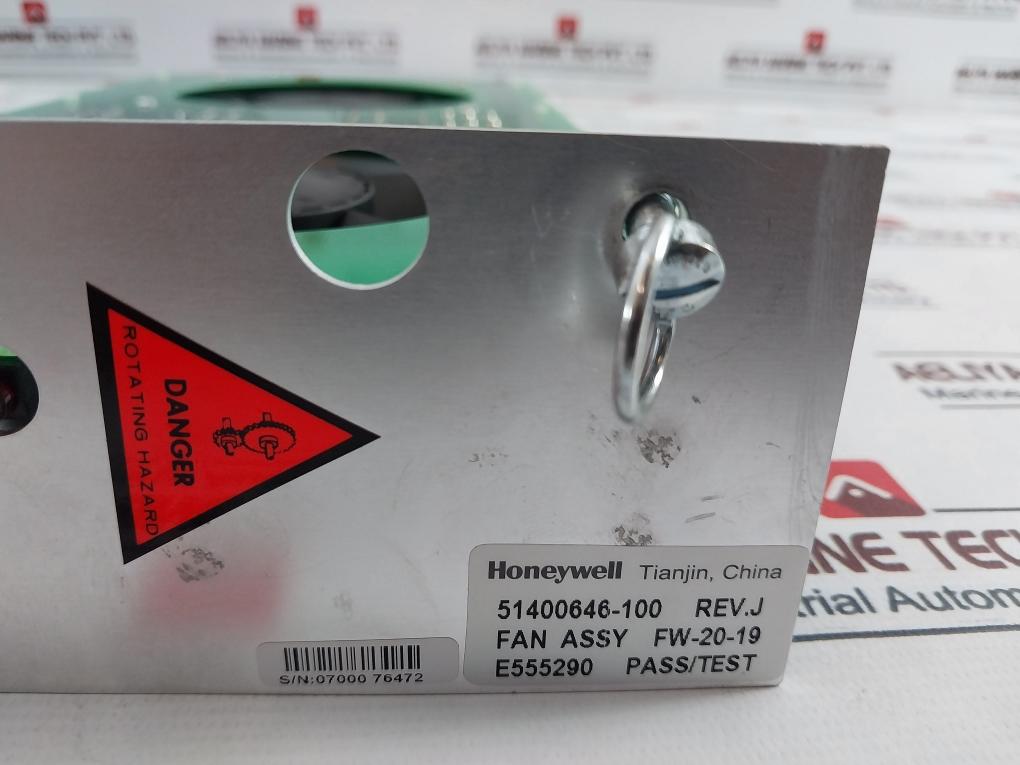 DANGER
ROTATING HAZARD
Honeywell Tianjin, China
51400646-100 REV.J
FAN ASSY FW-20-19
E555290 PASS/TEST
S/N:07000 76472